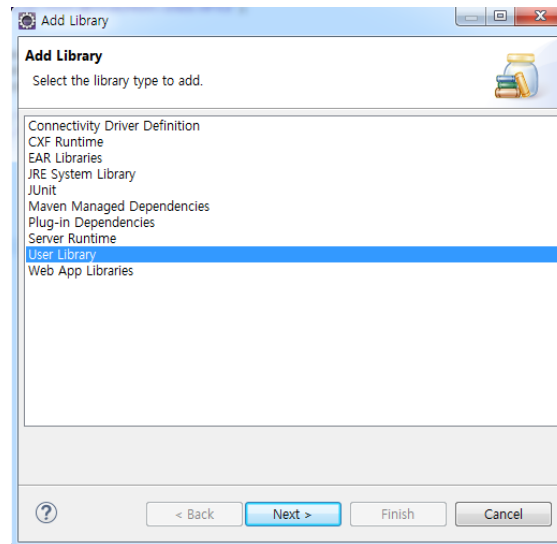 Add Library
Add Library
Select the library type to add.
Connectivity Driver Definition
CXF Runtime
EAR Libraries
JRE System Library
JUnit
Maven Managed Dependencies
Plug-in Dependencies
Server Runtime
User Library
Web App Libraries
?
< Back Next > Finish Cancel